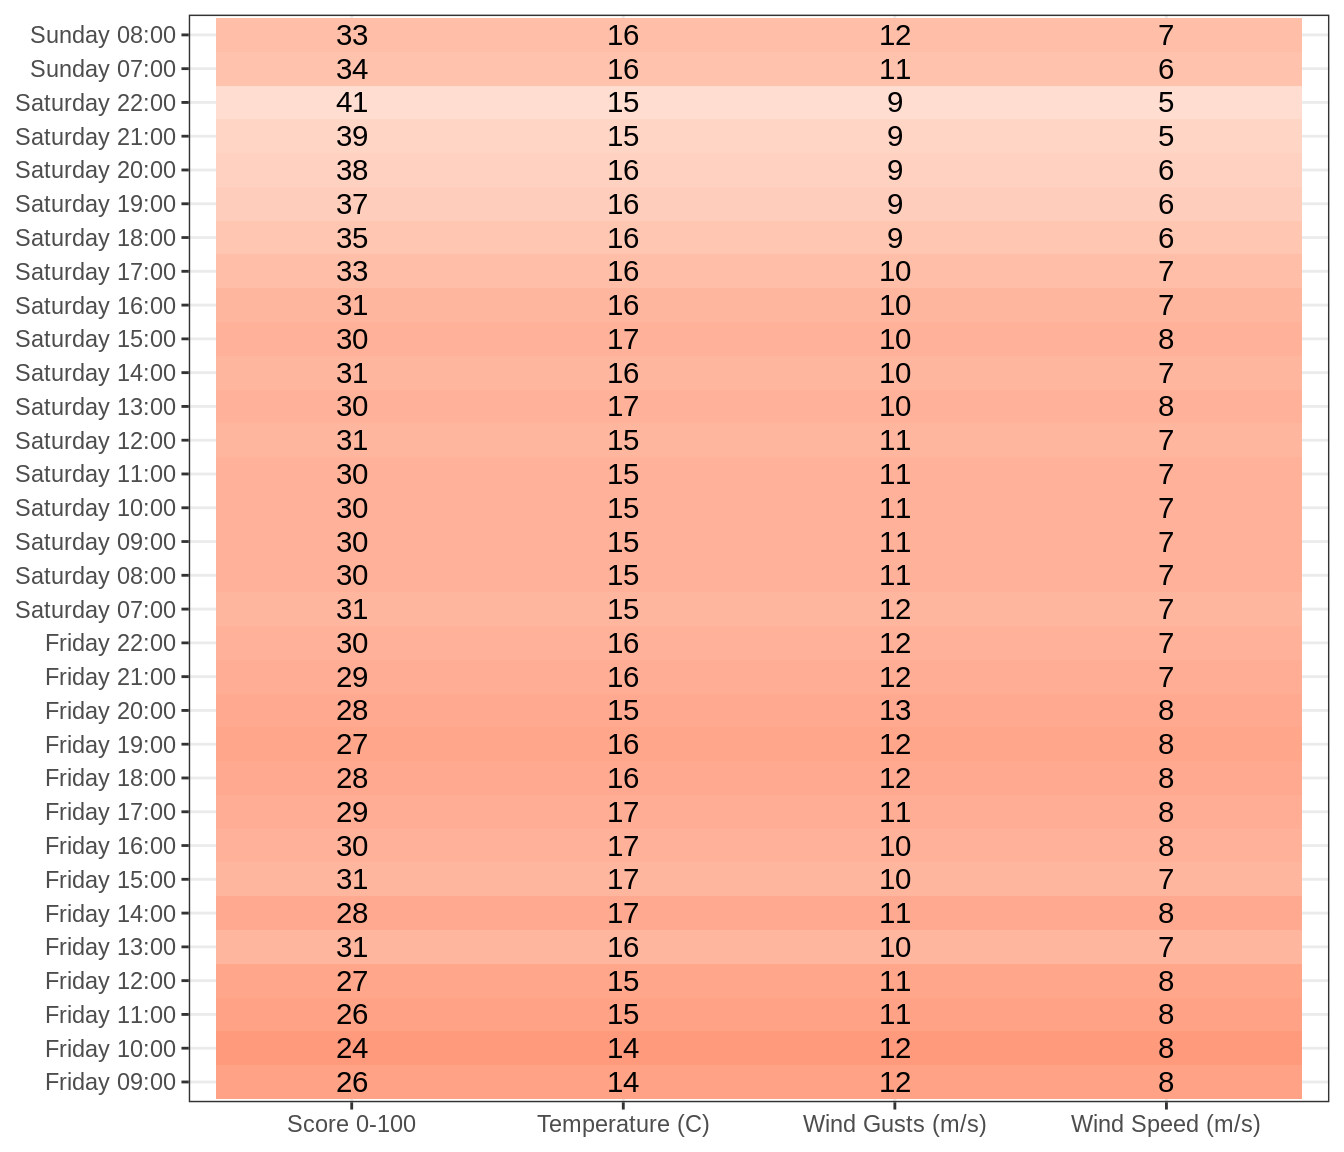 Sunday 08:00 33 16 12 7
Sunday 07:00 34 16 11 6
Saturday 22:00 41 15 9 5
Saturday 21:00 39 15 9 5
Saturday 20:00 38 16 9 6
Saturday 19:00 37 16 9 6
Saturday 18:00 35 16 9 6
Saturday 17:00 33 16 10 7
Saturday 16:00 31 16 10 7
Saturday 15:00 30 17 10 8
Saturday 14:00 31 16 10 7
Saturday 13:00 30 17 10 8
Saturday 12:00 31 15 11 7
Saturday 11:00 30 15 11 7
Saturday 10:00 30 15 11 7
Saturday 09:00 30 15 11 7
Saturday 08:00 30 15 11 7
Saturday 07:00 31 15 12 7
Friday 22:00 30 16 12 7
Friday 21:00 29 16 12 7
Friday 20:00 28 15 13 8
Friday 19:00 27 16 12 8
Friday 18:00 28 16 12 8
Friday 17:00 29 17 11 8
Friday 16:00 30 17 10 8
Friday 15:00 31 17 10 7
Friday 14:00 28 17 11 8
Friday 13:00 31 16 10 7
Friday 12:00 27 15 11 8
Friday 11:00 26 15 11 8
Friday 10:00 24 14 12 8
Friday 09:00 26 14 12 8
Score 0-100 Temperature (C) Wind Gusts (m/s) Wind Speed (m/s)